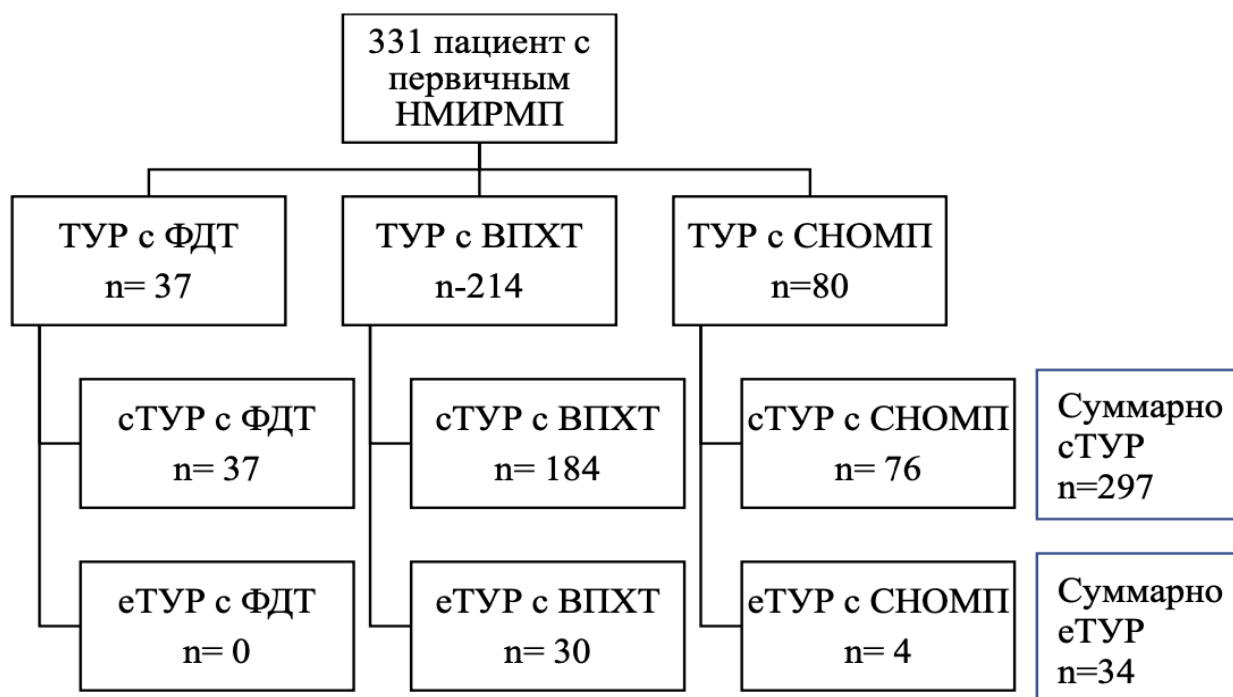 331 пациент с
первичным
НМИРМП
ТУР с ФДТ
n= 37
ТУР с ВПХТ
n-214
ТУР с СНОМП
n=80
сТУР с ФДТ
n= 37
сТУР с ВПХТ
n= 184
сТУР с СНОМП
n= 76
Суммарно
сТУР
n=297
еТУР с ФДТ
n= 0
еТУР с ВПХТ
n= 30
еТУР с СНОМП
n= 4
Суммарно
еТУР
n=34